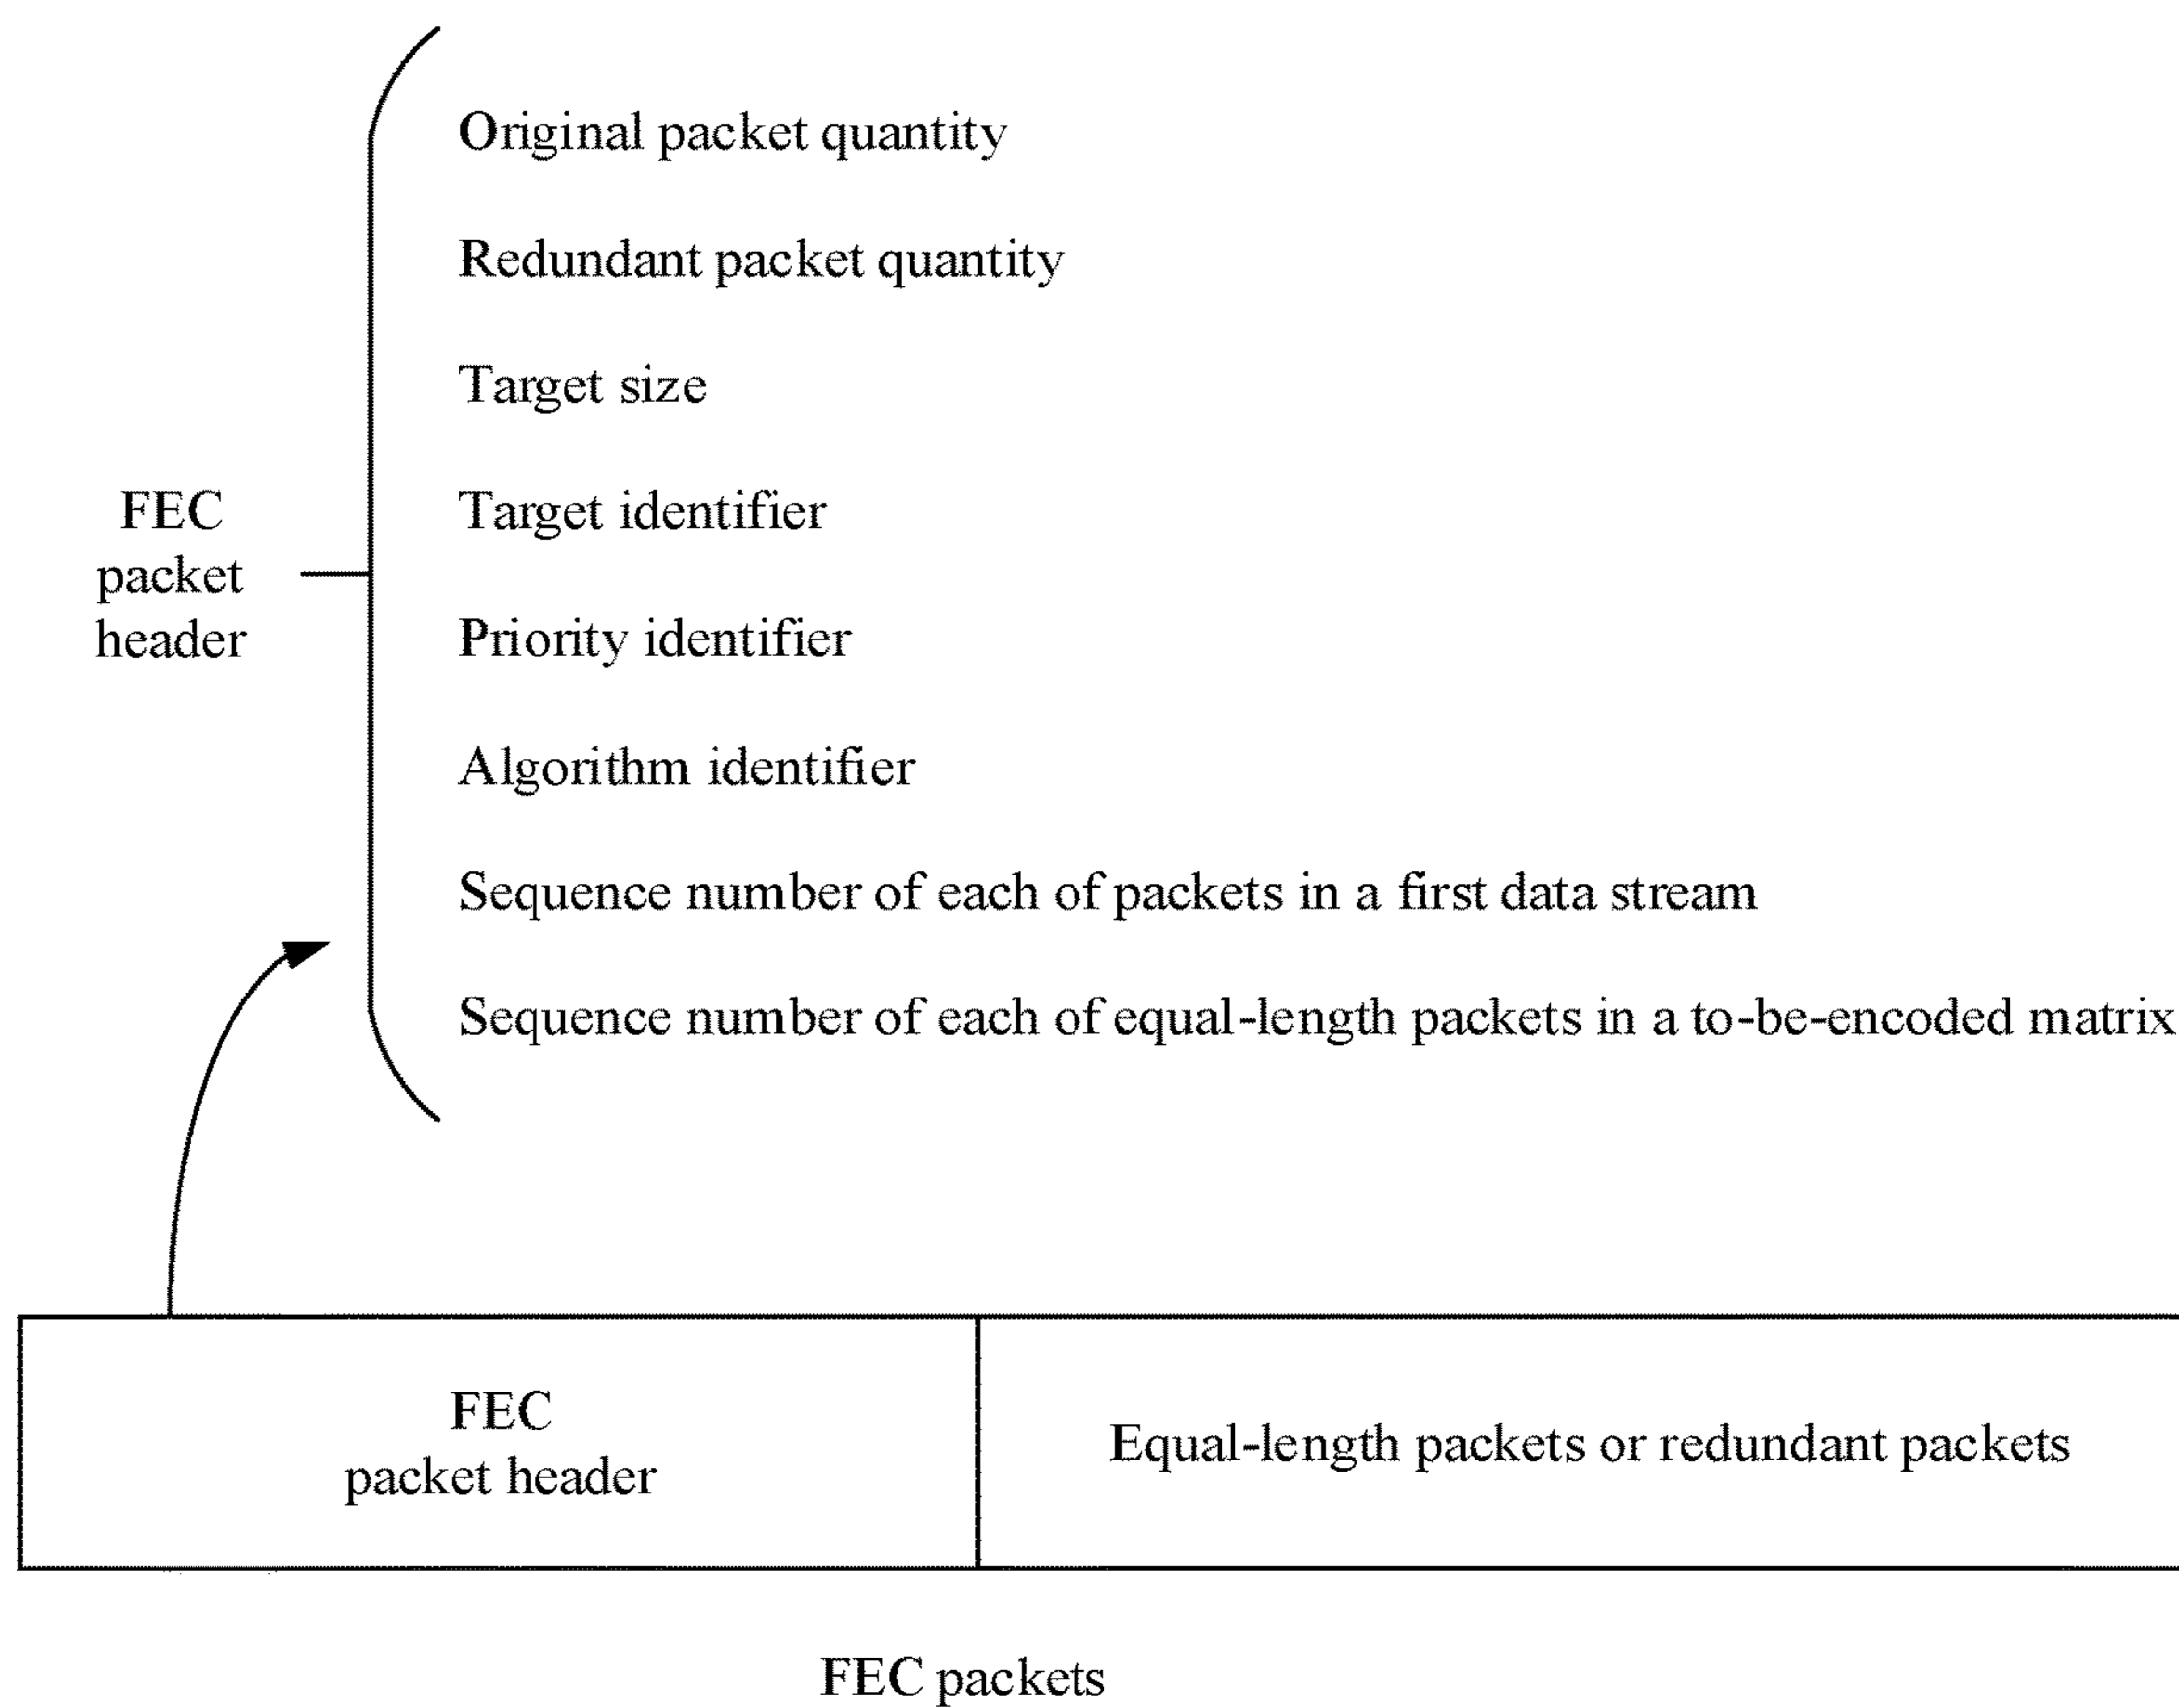 Original packet quantity
Redundant packet quantity
Target size
Target identifier
Priority identifier
Algorithm identifier
Sequence number of each of packets in a first data stream
Sequence number of each of equal-length packets in a to-be-encoded matrix
FEC
packet
header
FEC
packet header
Equal-length packets or redundant packets
FEC packets